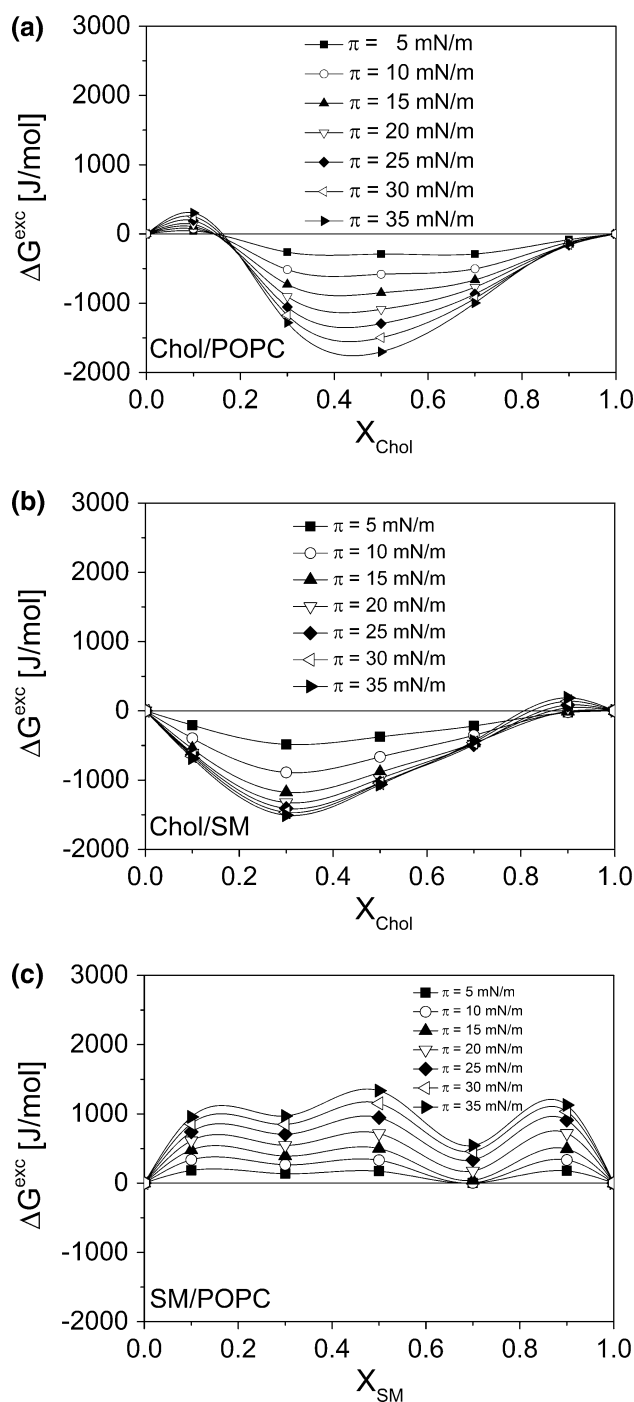 (a)
3000
2000
1000
0
-1000
-2000
ΔG^exc [J/mol]
π = 5 mN/m
π = 10 mN/m
π = 15 mN/m
π = 20 mN/m
π = 25 mN/m
π = 30 mN/m
π = 35 mN/m
Chol/POPC
0.0 0.2 0.4 0.6 0.8 1.0
X_Chol
(b)
3000
2000
1000
0
-1000
-2000
ΔG^exc [J/mol]
π = 5 mN/m
π = 10 mN/m
π = 15 mN/m
π = 20 mN/m
π = 25 mN/m
π = 30 mN/m
π = 35 mN/m
Chol/SM
0.0 0.2 0.4 0.6 0.8 1.0
X_Chol
(c)
3000
2000
1000
0
-1000
-2000
ΔG^exc [J/mol]
π = 5 mN/m
π = 10 mN/m
π = 15 mN/m
π = 20 mN/m
π = 25 mN/m
π = 30 mN/m
π = 35 mN/m
SM/POPC
0.0 0.2 0.4 0.6 0.8 1.0
X_SM